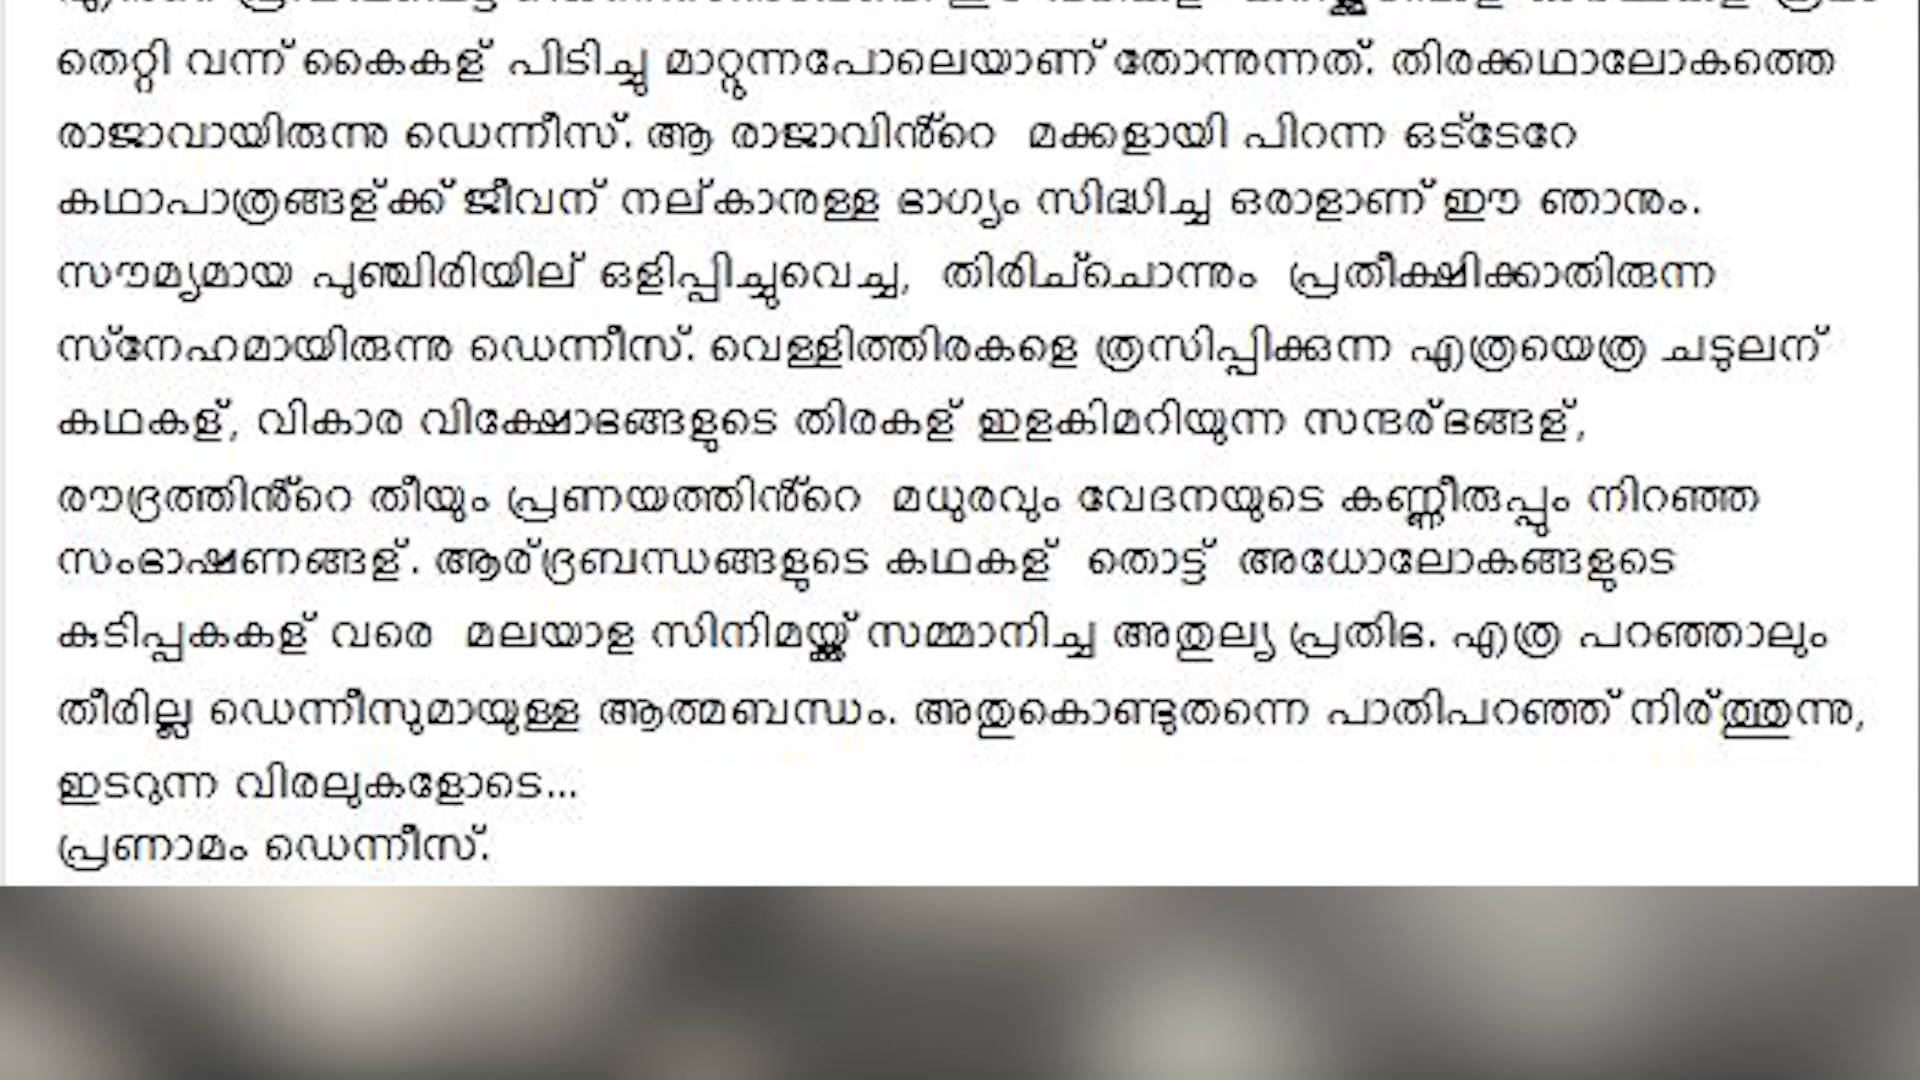 തെറ്റി വന്ന് കൈകള് പിടിച്ചു മാറ്റുന്നപോലെയാണ് തോന്നുന്നത്. തിരക്കഥാലോകത്തെ
രാജാവായിരുന്നു ഡെന്നീസ്. ആ രാജാവിൻ്റെ മക്കളായി പിറന്ന ഒട്ടേറേ
കഥാപാത്രങ്ങള്ക്ക് ജീവന് നല്കാനുള്ള ഭാഗ്യം സിദ്ധിച്ച ഒരാളാണ് ഈ ഞാനും.
സൗമ്യമായ പുഞ്ചിരിയില് ഒളിപ്പിച്ചുവെച്ച, തിരിച്ചൊന്നും പ്രതീക്ഷിക്കാതിരുന്ന
സ്‌നേഹമായിരുന്നു ഡെന്നീസ്. വെള്ളിത്തിരകളെ ത്രസിപ്പിക്കുന്ന എത്രയെത്ര ചടുലന്
കഥകള്, വികാര വിക്ഷോഭങ്ങളുടെ തിരകള് ഇളകിമറിയുന്ന സന്ദര്ഭങ്ങള്,
രൗദ്രത്തിൻ്റെ തീയും പ്രണയത്തിൻ്റെ മധുരവും വേദനയുടെ കണ്ണീരുപ്പും നിറഞ്ഞ
സംഭാഷണങ്ങള്. ആര്ദ്രബന്ധങ്ങളുടെ കഥകള് തൊട്ട് അധോലോകങ്ങളുടെ
കുടിപ്പകകള് വരെ മലയാള സിനിമയ്ക്ക് സമ്മാനിച്ച അതുല്യ പ്രതിഭ. എത്ര പറഞ്ഞാലും
തീരില്ല ഡെന്നീസുമായുള്ള ആത്മബന്ധം. അതുകൊണ്ടുതന്നെ പാതിപറഞ്ഞ് നിര്ത്തുന്നു,
ഇടറുന്ന വിരലുകളോടെ...
പ്രണാമം ഡെന്നീസ്.